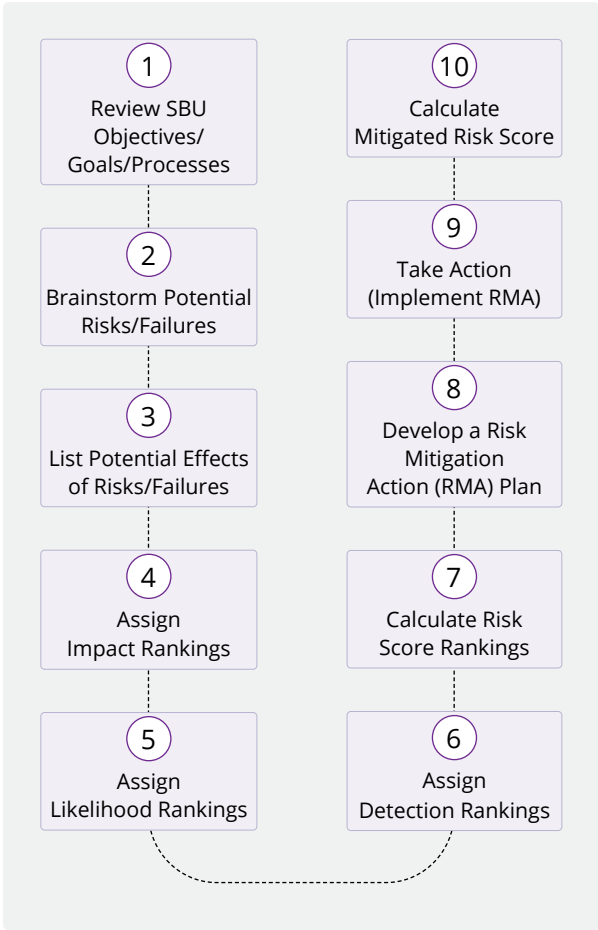 1
Review SBU
Objectives/
Goals/Processes
2
Brainstorm Potential
Risks/Failures
3
List Potential Effects
of Risks/Failures
4
Assign
Impact Rankings
5
Assign
Likelihood Rankings
6
Assign
Detection Rankings
7
Calculate Risk
Score Rankings
8
Develop a Risk
Mitigation
Action (RMA) Plan
9
Take Action
(Implement RMA)
10
Calculate
Mitigated Risk Score